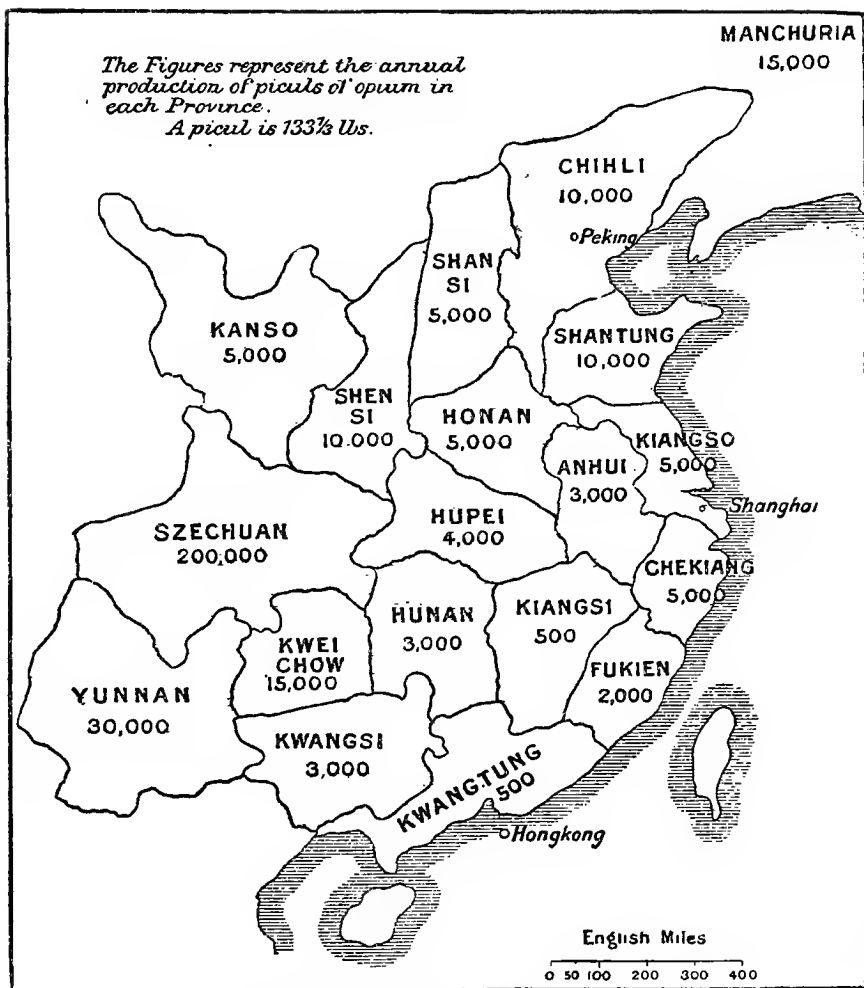 MANCHURIA
15,000
The Figures represent the annual
production of piculs of opium in
each Province.
A picul is 133⅓ lbs.
CHIHLI
10,000
Peking
SHAN
SI
5,000
KANSO
5,000
SHANTUNG
10,000
SHEN
SI
10.000
HONAN
5,000
KIANGSO
5,000
ANHUI
3,000
Shanghai
SZECHUAN
200,000
HUPEI
4,000
CHEKIANG
5,000
HUNAN
3,000
KIANGSI
500
KWEI
CHOW
15,000
FUKIEN
2,000
YUNNAN
30,000
KWANGSI
3,000
KWANGTUNG
500
Hongkong
English Miles
0 50 100 200 300 400